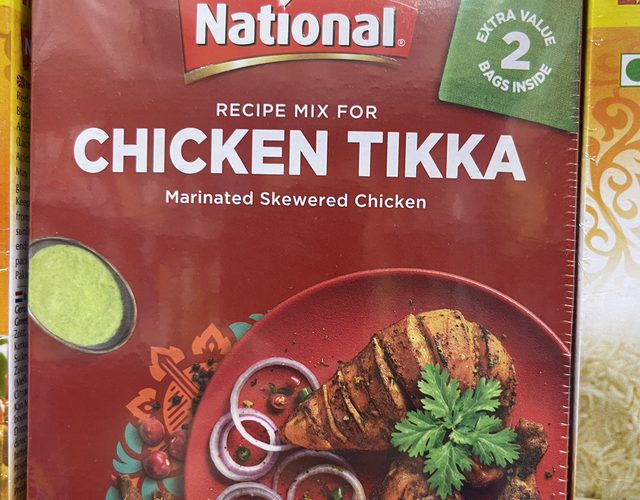 National®
EXTRA VALUE
2
BAGS INSIDE
RECIPE MIX FOR
CHICKEN TIKKA
Marinated Skewered Chicken